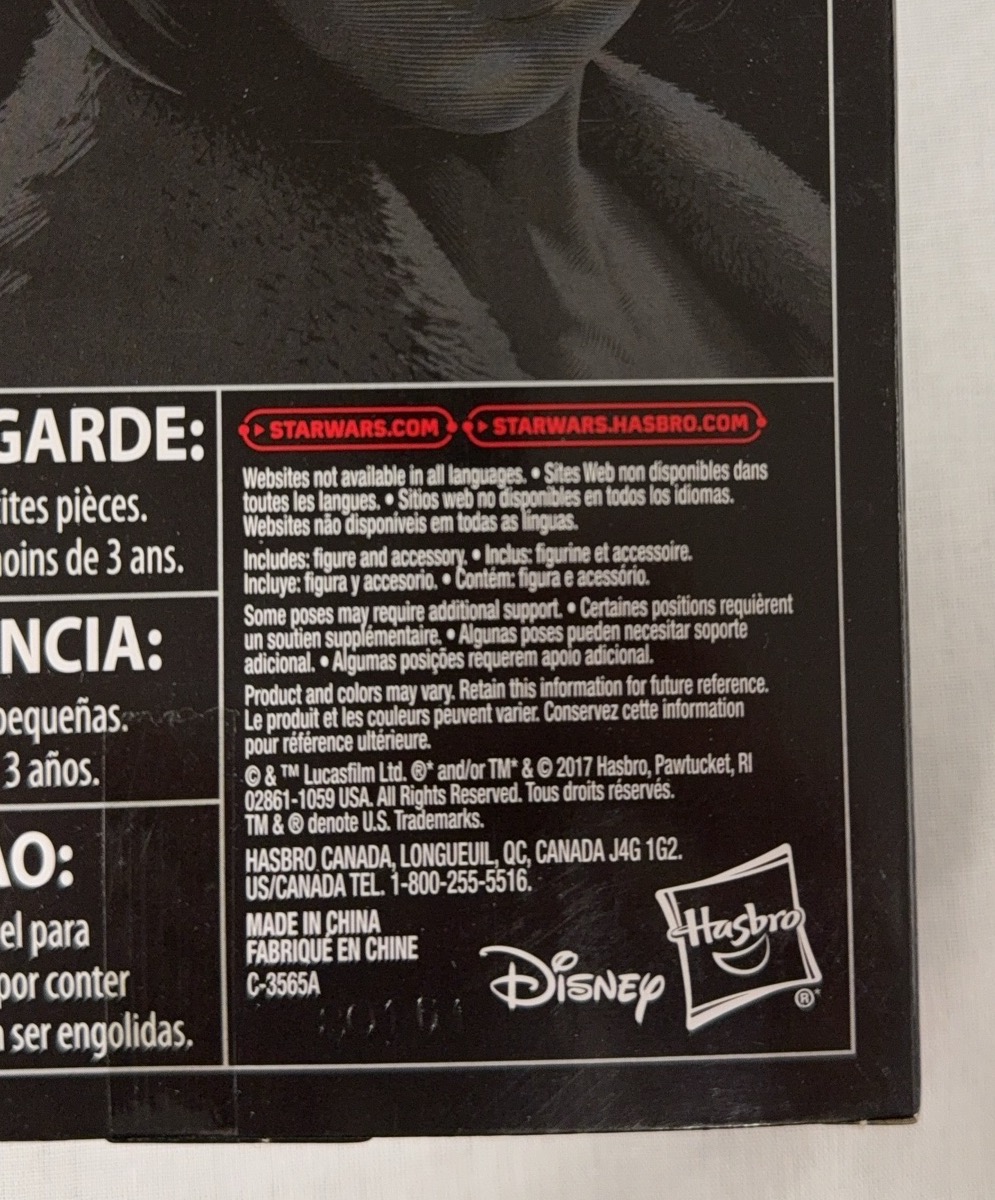 GARDE:
ites pièces.
oins de 3 ans.
NCIA:
pequeñas.
3 años.
ÃO:
el para
por conter
ser engolidas.
STARWARS.COM STARWARS.HASBRO.COM
Websites not available in all languages. • Sites Web non disponibles dans
toutes les langues. • Sitios web no disponibles en todos los idiomas.
Websites não disponíveis em todas as línguas.
Includes: figure and accessory. • Inclus: figurine et accessoire.
Incluye: figura y accesorio. • Contém: figura e acessório.
Some poses may require additional support. • Certaines positions requièrent
un soutien supplémentaire. • Algunas poses pueden necesitar soporte
adicional. • Algumas posições requerem apoio adicional.
Product and colors may vary. Retain this information for future reference.
Le produit et les couleurs peuvent varier. Conservez cette information
pour référence ultérieure.
© & ™ Lucasfilm Ltd. ®* and/or TM* & © 2017 Hasbro, Pawtucket, RI
02861-1059 USA. All Rights Reserved. Tous droits réservés.
TM & ® denote U.S. Trademarks.
HASBRO CANADA, LONGUEUIL, QC, CANADA J4G 1G2.
US/CANADA TEL. 1-800-255-5516.
MADE IN CHINA
FABRIQUÉ EN CHINE
C-3565A
Disney
Hasbro
®*